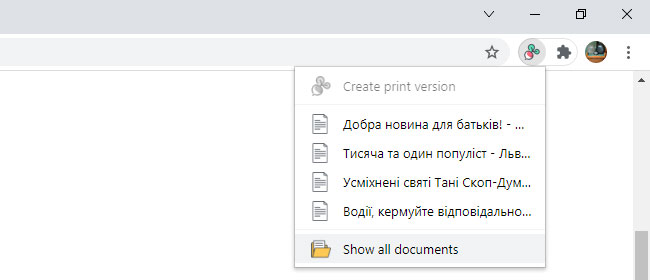 Create print version
Добра новина для батьків! - ...
Тисяча та один популіст - Льв...
Усміхнені святі Тані Скоп-Дум...
Водії, кермуйте відповідально...
Show all documents